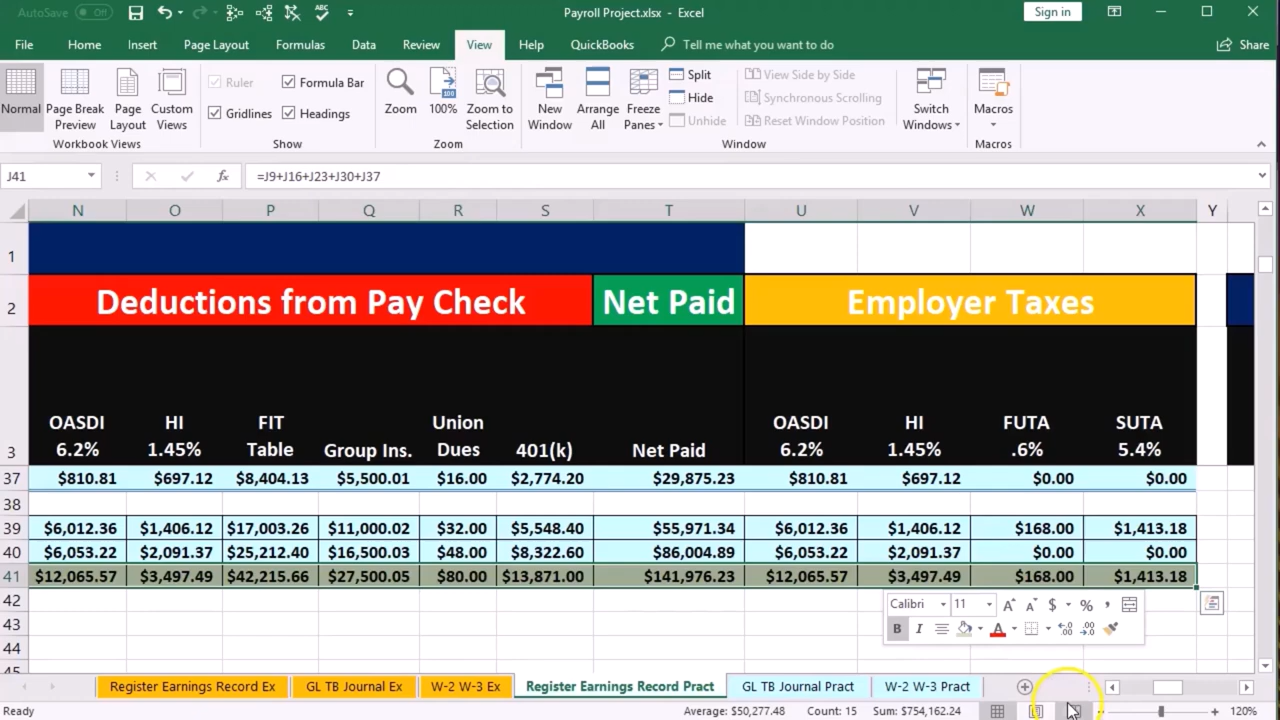 AutoSave Off Payroll Project.xlsx - Excel Sign in
File Home Insert Page Layout Formulas Data Review View Help QuickBooks Tell me what you want to do Share
Normal Page Break Preview Page Layout Custom Views
Workbook Views
Ruler Formula Bar
Gridlines Headings
Show
Zoom 100% Zoom to Selection
Zoom
New Window Arrange All Freeze Panes
Split
Hide
Unhide
View Side by Side
Synchronous Scrolling
Reset Window Position
Window
Switch Windows
Macros
Macros
J41 fx =J9+J16+J23+J30+J37
N O P Q R S T U V W X Y
1
2 Deductions from Pay Check Net Paid Employer Taxes
OASDI HI FIT Union OASDI HI FUTA SUTA
3 6.2% 1.45% Table Group Ins. Dues 401(k) Net Paid 6.2% 1.45% .6% 5.4%
37 $810.81 $697.12 $8,404.13 $5,500.01 $16.00 $2,774.20 $29,875.23 $810.81 $697.12 $0.00 $0.00
38
39 $6,012.36 $1,406.12 $17,003.26 $11,000.02 $32.00 $5,548.40 $55,971.34 $6,012.36 $1,406.12 $168.00 $1,413.18
40 $6,053.22 $2,091.37 $25,212.40 $16,500.03 $48.00 $8,322.60 $86,004.89 $6,053.22 $2,091.37 $0.00 $0.00
41 $12,065.57 $3,497.49 $42,215.66 $27,500.05 $80.00 $13,871.00 $141,976.23 $12,065.57 $3,497.49 $168.00 $1,413.18
42
Calibri 11 A A $ % ,
43
B I A .00
44
45
Register Earnings Record Ex GL TB Journal Ex W-2 W-3 Ex Register Earnings Record Pract GL TB Journal Pract W-2 W-3 Pract
Ready Average: $50,277.48 Count: 15 Sum: $754,162.24 120%